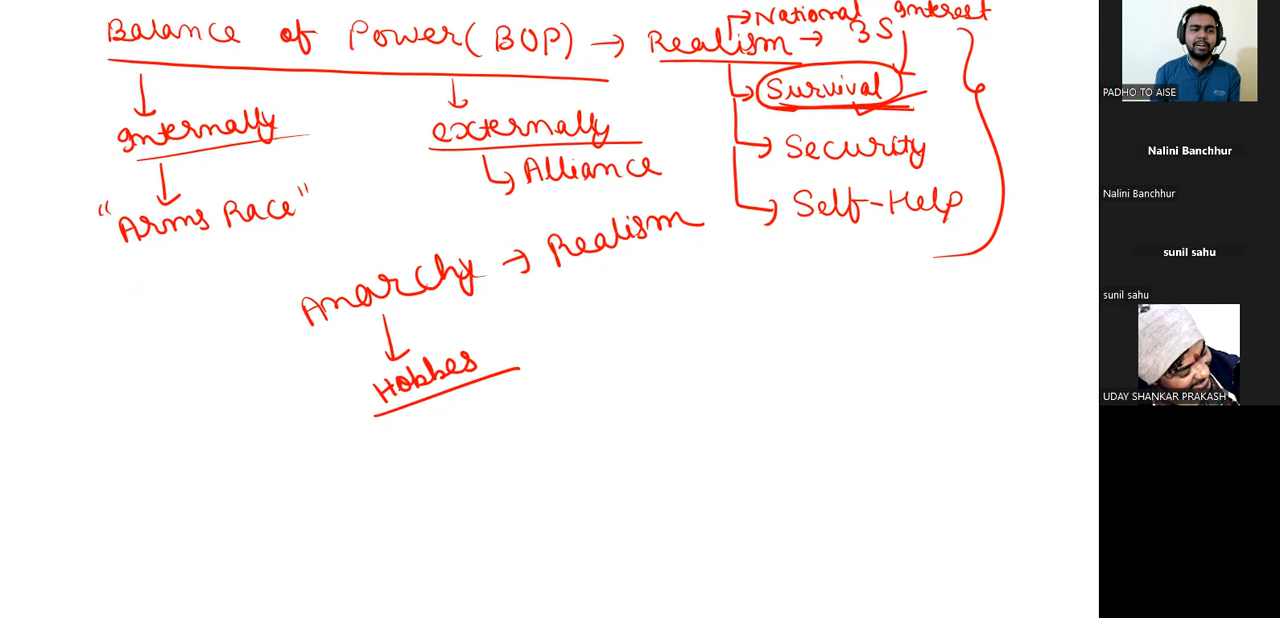 National Interest
Balance of Power (BOP) → Realism → 3S
Survival
Internally
externally
Security
Alliance
"Arms Race"
Self-Help
Anarchy → Realism
Hobbes
PADHO TO AISE
Nalini Banchhur
Nalini Banchhur
sunil sahu
sunil sahu
UDAY SHANKAR PRAKASH